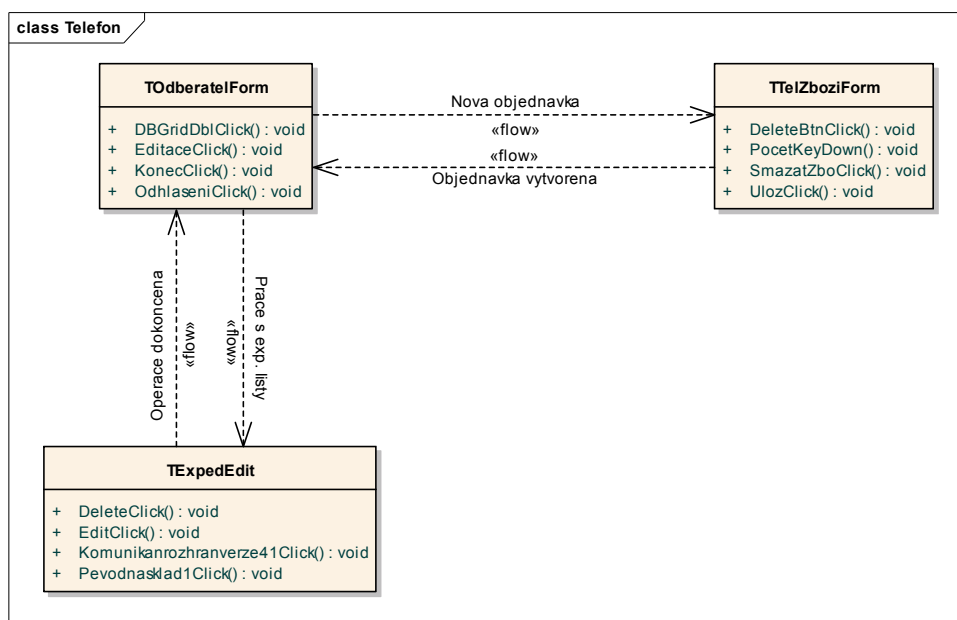 class Telefon
TOdberatelForm
+ DBGridDblClick() : void
+ EditaceClick() : void
+ KonecClick() : void
+ OdhlaseniClick() : void
Nova objednavka
«flow»
«flow»
Objednavka vytvorena
TTelZboziForm
+ DeleteBtnClick() : void
+ PocetKeyDown() : void
+ SmazatZboClick() : void
+ UlozClick() : void
Operace dokoncena
«flow»
«flow»
Prace s exp. listy
TExpedEdit
+ DeleteClick() : void
+ EditClick() : void
+ Komunikanrozhranverze41Click() : void
+ Pevodnasklad1Click() : void